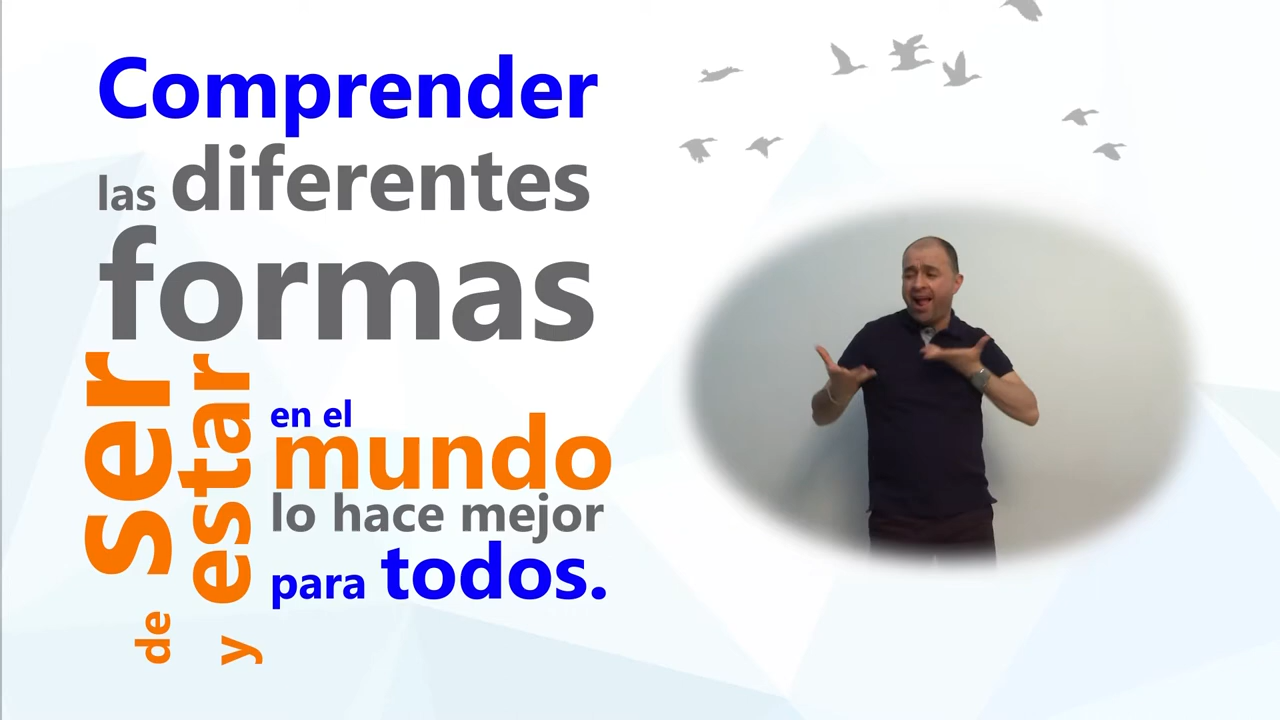 Comprender
las diferentes
formas
de ser
y estar
en el
mundo
lo hace mejor
para todos.